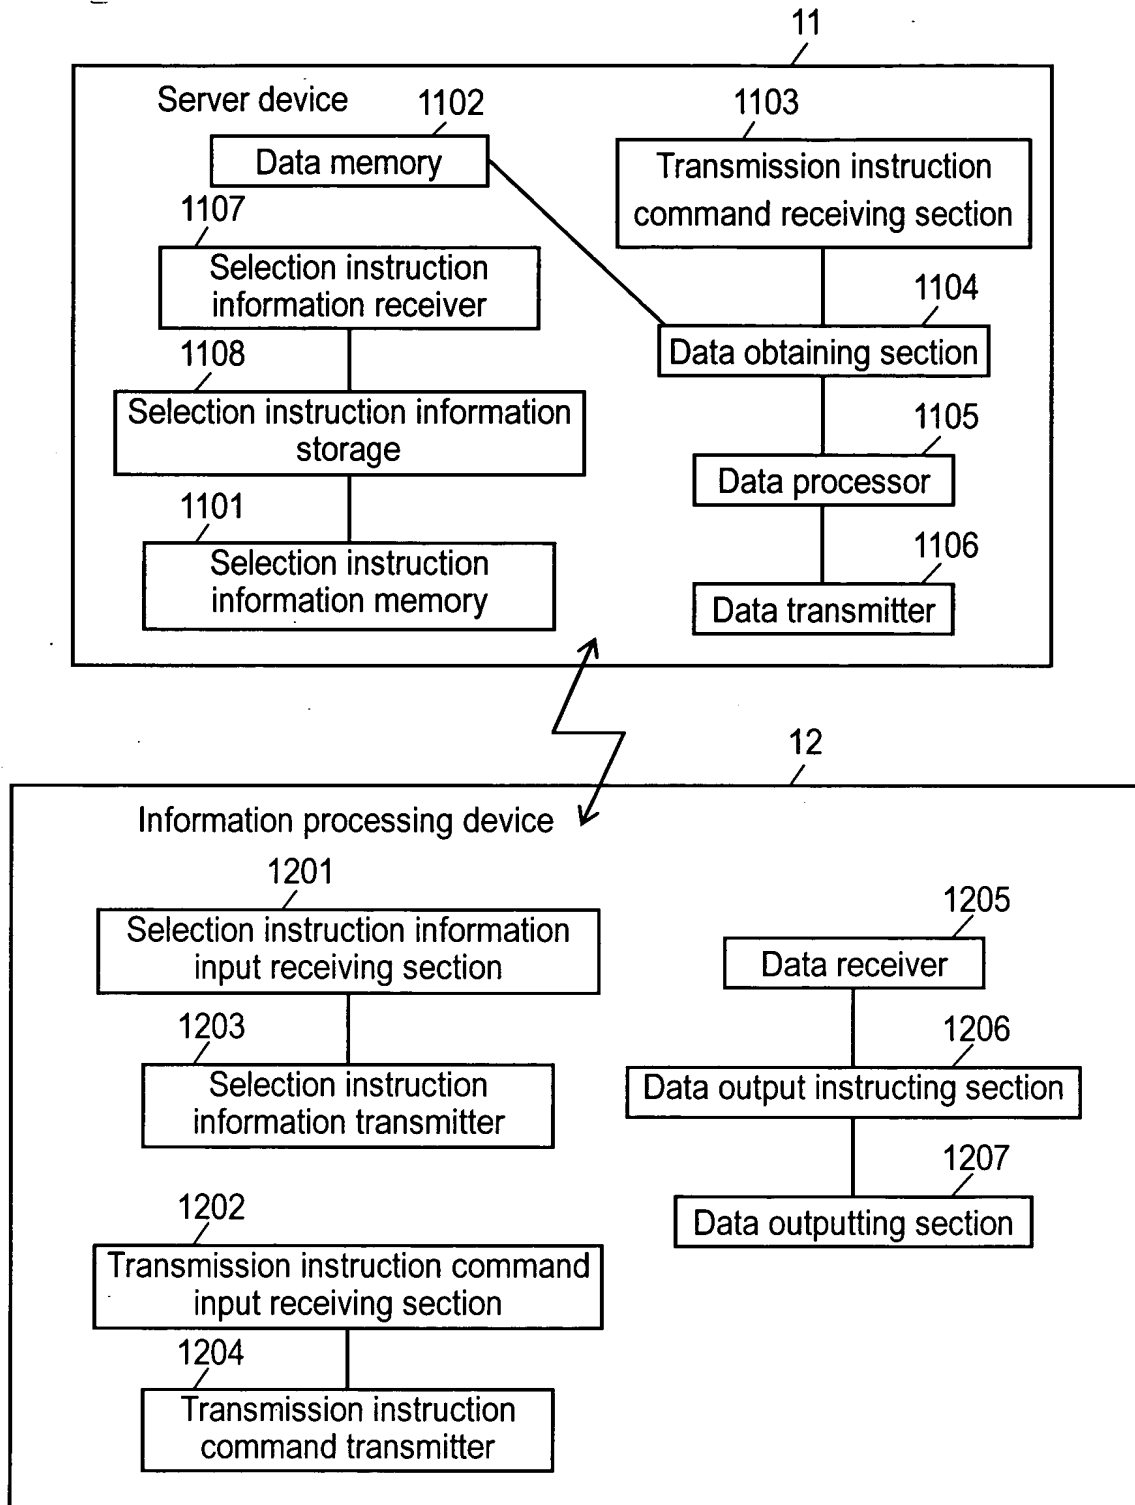 11
Server device
1102
Data memory
1103
Transmission instruction
command receiving section
1107
Selection instruction
information receiver
1104
Data obtaining section
1108
Selection instruction information
storage
1105
Data processor
1101
Selection instruction
information memory
1106
Data transmitter
12
Information processing device
1201
Selection instruction information
input receiving section
1205
Data receiver
1203
Selection instruction
information transmitter
1206
Data output instructing section
1207
Data outputting section
1202
Transmission instruction command
input receiving section
1204
Transmission instruction
command transmitter